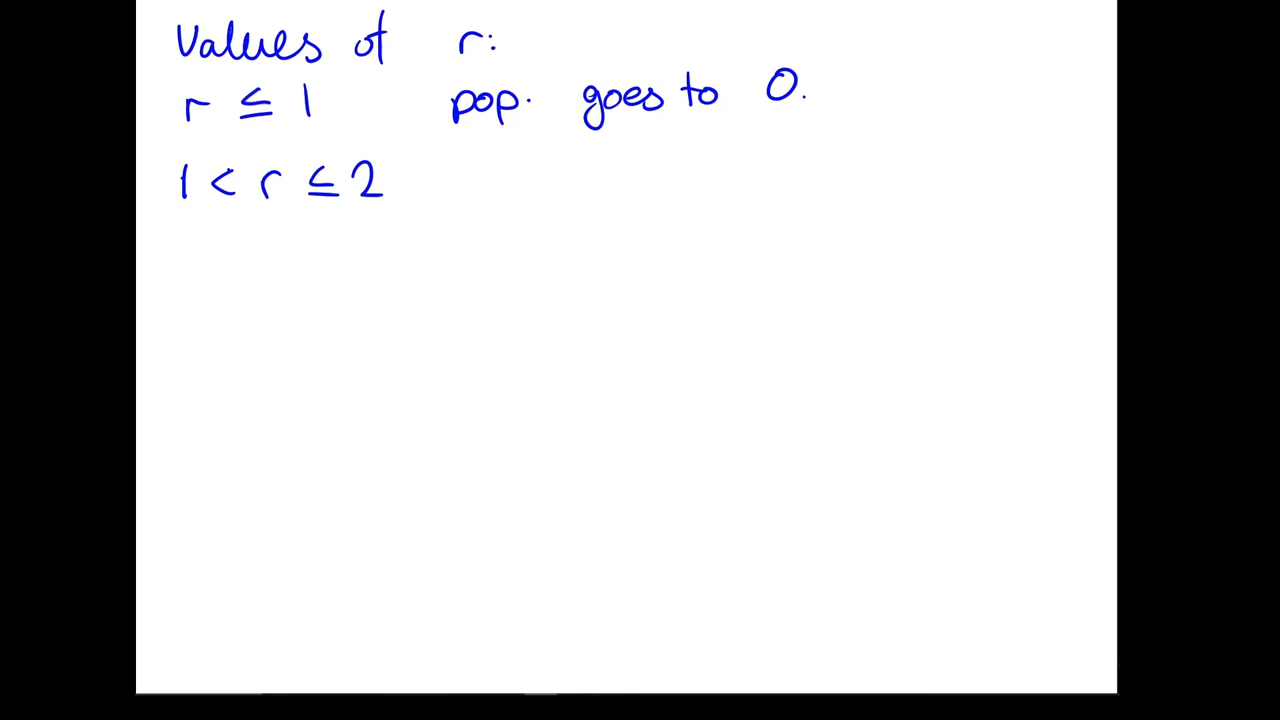 Values of r:
r ≤ 1 pop. goes to 0.
1 < r ≤ 2